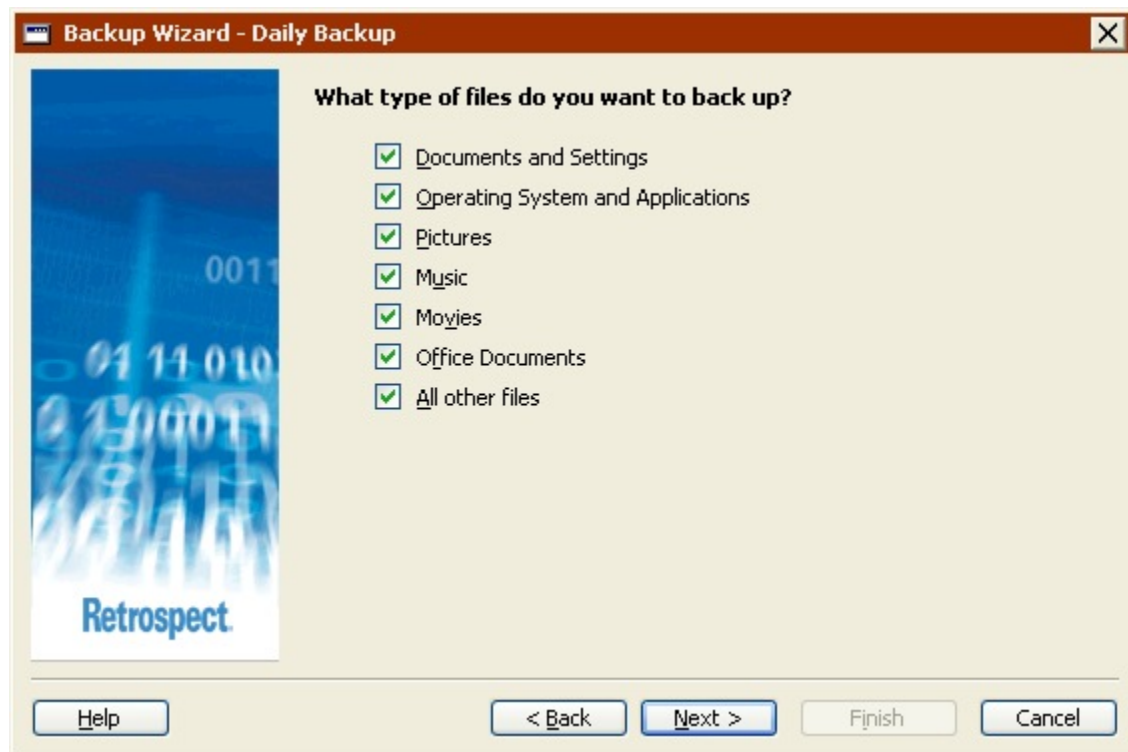 Backup Wizard - Daily Backup
What type of files do you want to back up?
Documents and Settings
Operating System and Applications
Pictures
Music
Movies
Office Documents
All other files
0011
01 11 010
Retrospect
Help
< Back
Next >
Finish
Cancel